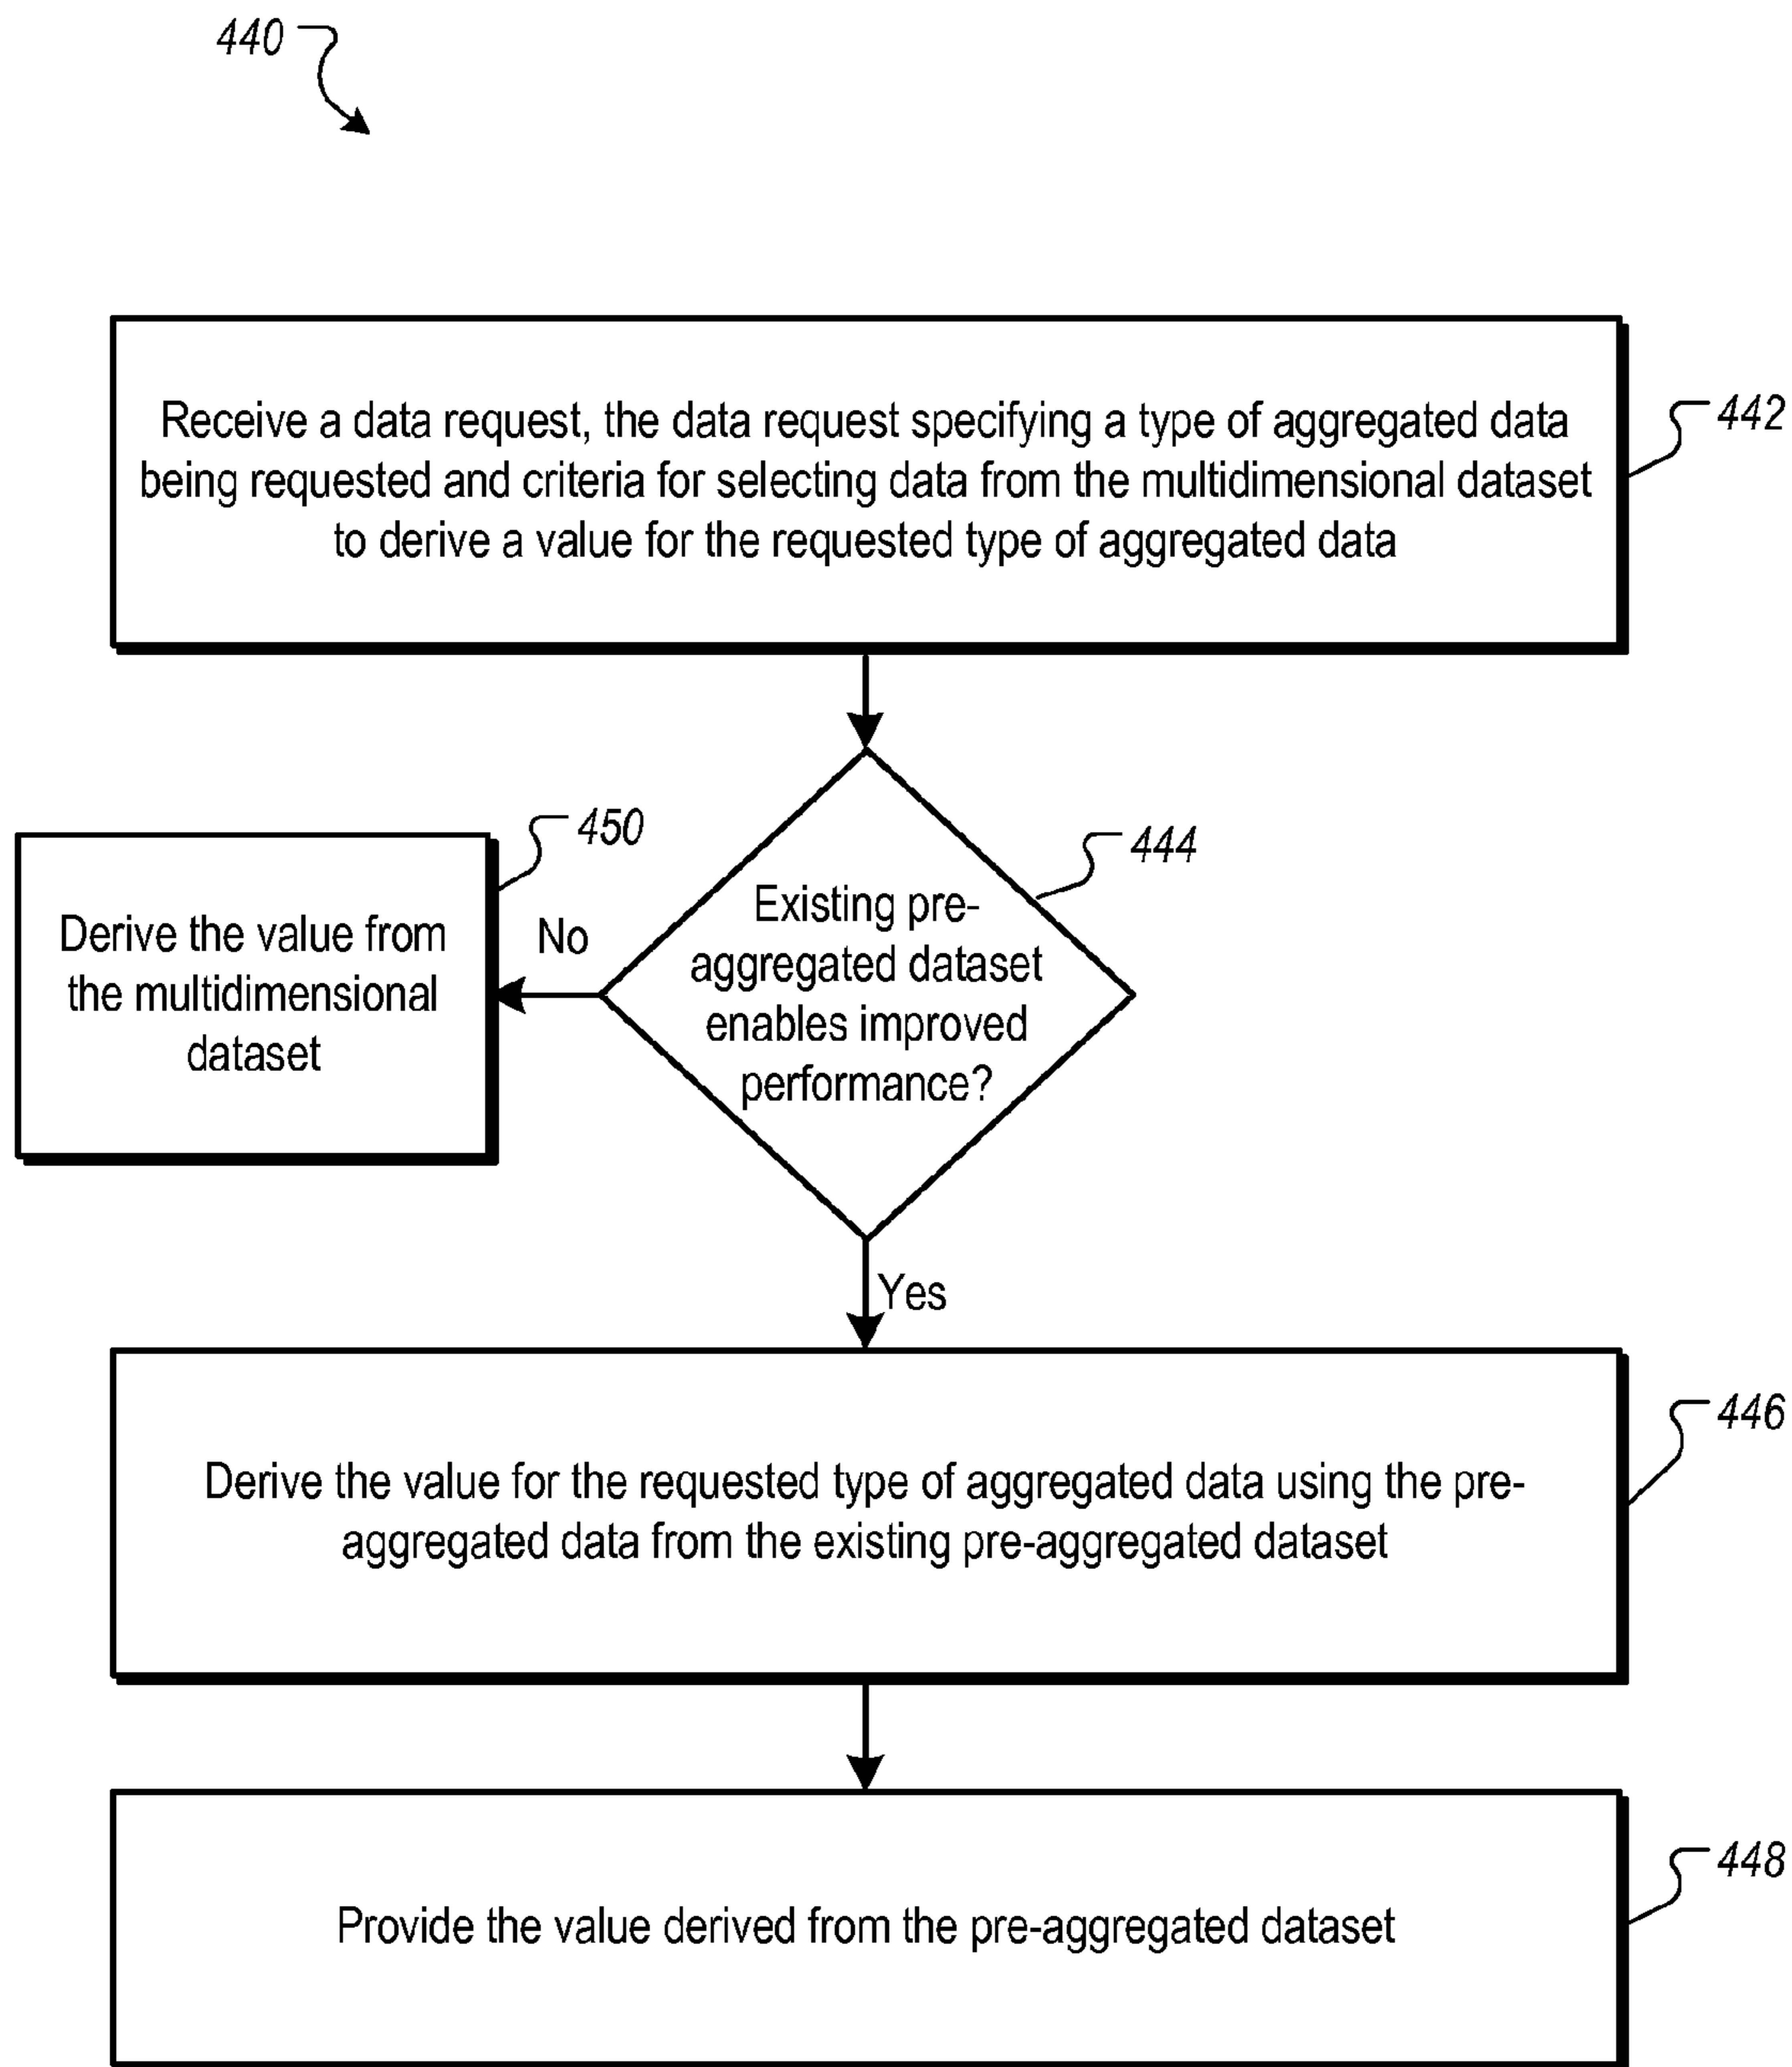 440
Receive a data request, the data request specifying a type of aggregated data
being requested and criteria for selecting data from the multidimensional dataset
to derive a value for the requested type of aggregated data
442
450
444
Derive the value from
the multidimensional
dataset
No
Existing pre-
aggregated dataset
enables improved
performance?
Yes
446
Derive the value for the requested type of aggregated data using the pre-
aggregated data from the existing pre-aggregated dataset
448
Provide the value derived from the pre-aggregated dataset